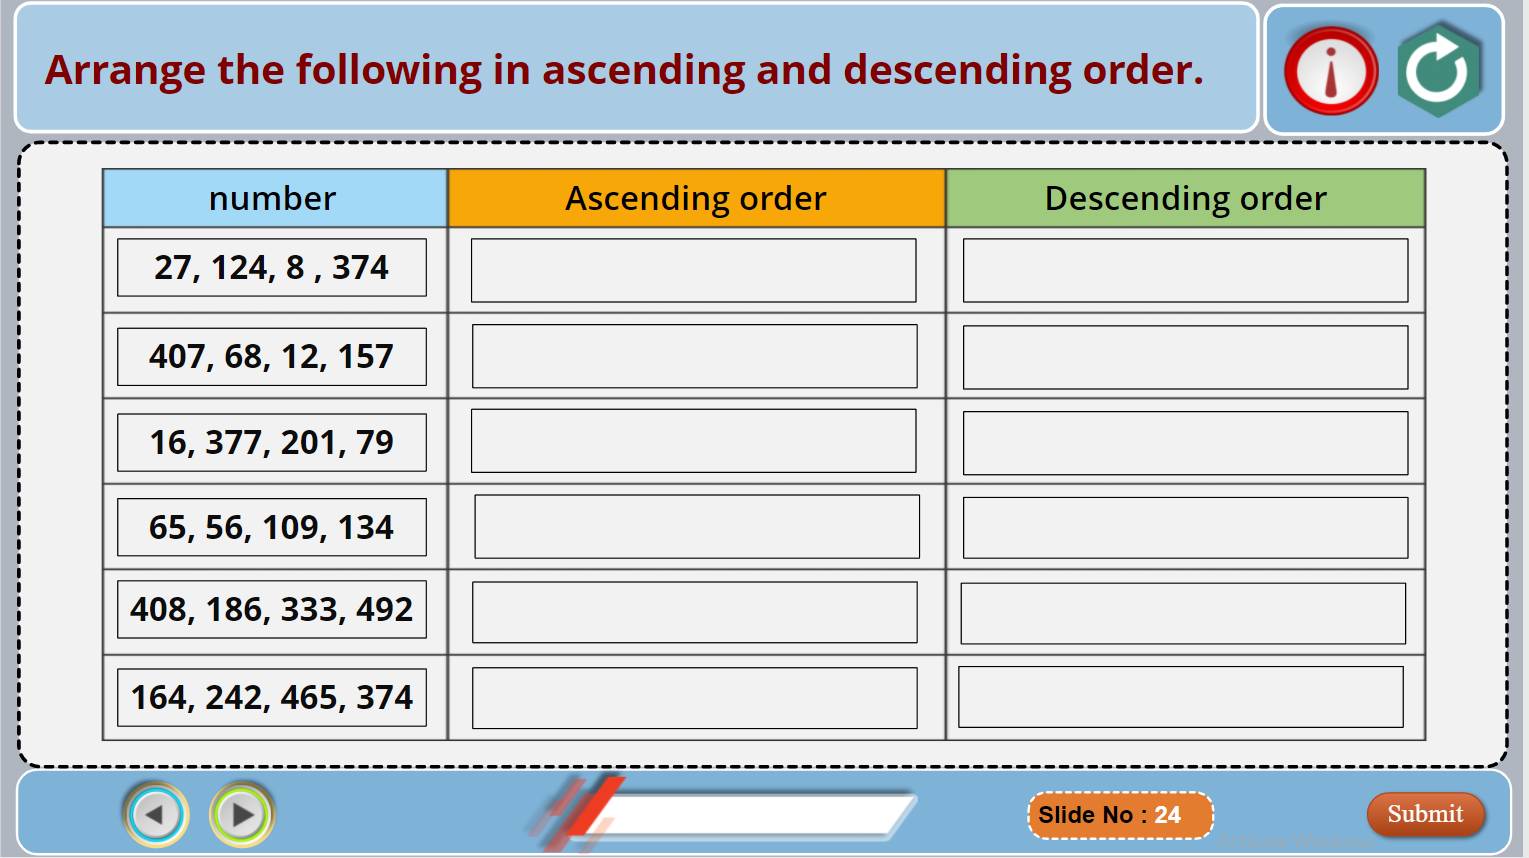 Arrange the following in ascending and descending order.
number Ascending order Descending order
27, 124, 8 , 374
407, 68, 12, 157
16, 377, 201, 79
65, 56, 109, 134
408, 186, 333, 492
164, 242, 465, 374
Slide No : 24
Submit